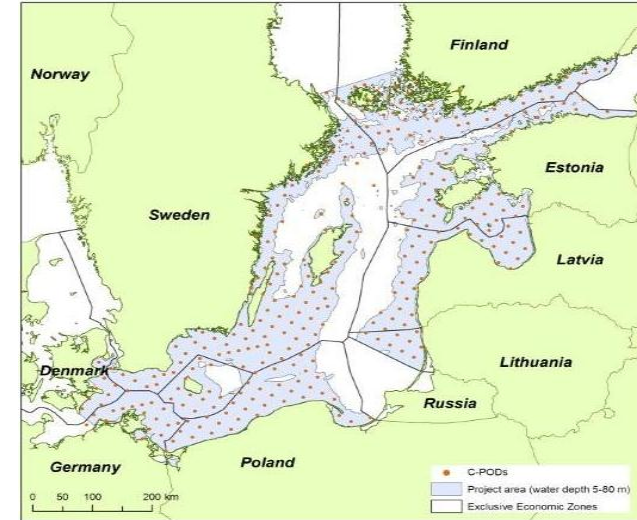 Finland
Norway
Estonia
Sweden
Latvia
Denmark
Lithuania
Russia
Germany
Poland
C-PODs
Project area (water depth 5-80 m)
Exclusive Economic Zones
0 50 100 200 km